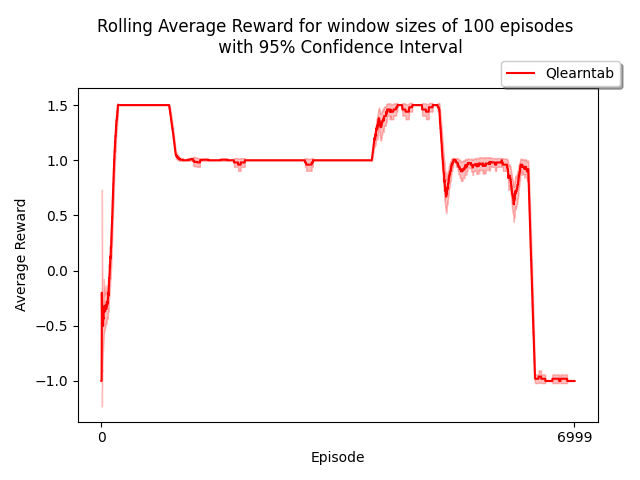 Rolling Average Reward for window sizes of 100 episodes
with 95% Confidence Interval
Qlearntab
1.5
1.0
0.5
0.0
−0.5
−1.0
Average Reward
0
6999
Episode